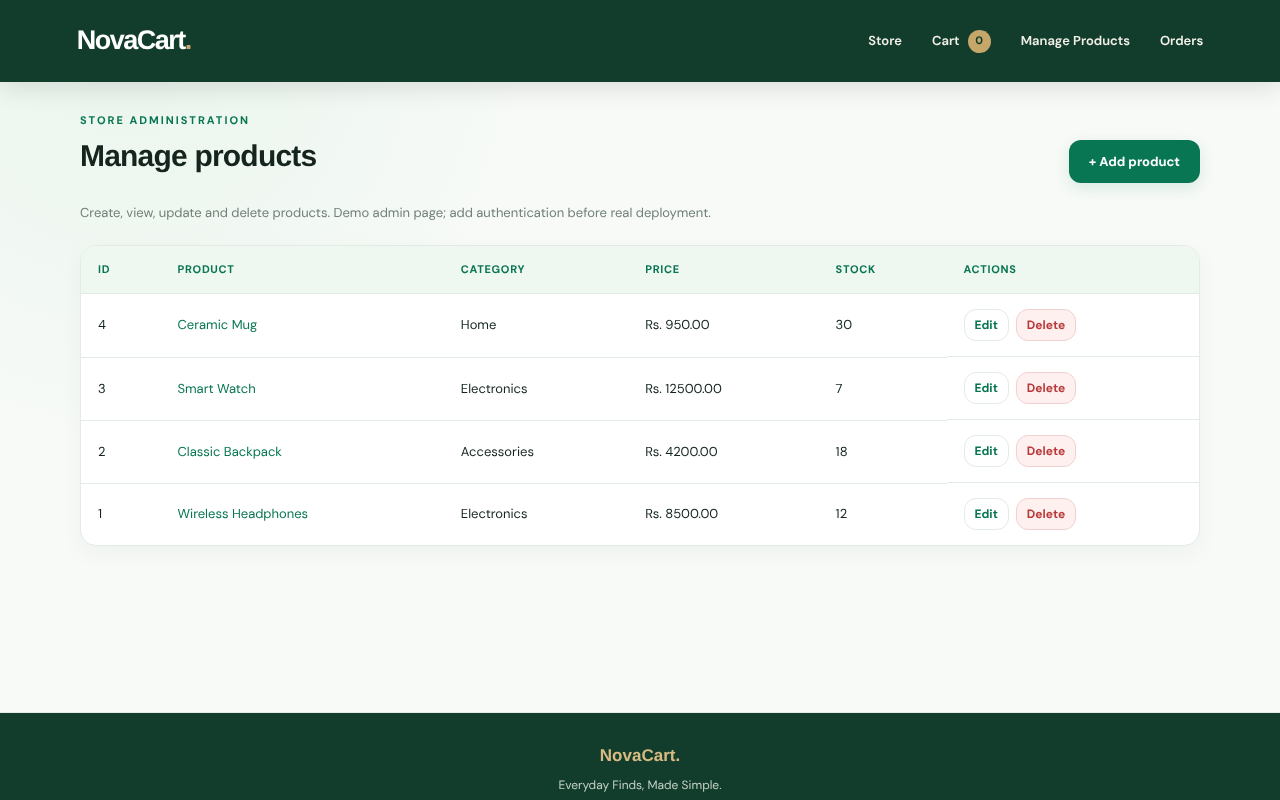 NovaCart.
Store Cart 0 Manage Products Orders
STORE ADMINISTRATION
Manage products
+ Add product
Create, view, update and delete products. Demo admin page; add authentication before real deployment.
ID PRODUCT CATEGORY PRICE STOCK ACTIONS
4 Ceramic Mug Home Rs. 950.00 30 Edit Delete
3 Smart Watch Electronics Rs. 12500.00 7 Edit Delete
2 Classic Backpack Accessories Rs. 4200.00 18 Edit Delete
1 Wireless Headphones Electronics Rs. 8500.00 12 Edit Delete
NovaCart.
Everyday Finds, Made Simple.